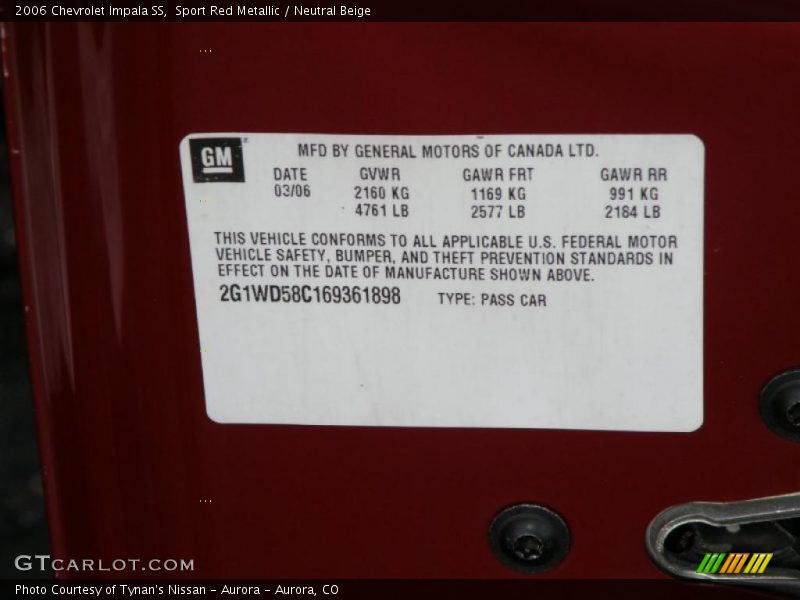 2006 Chevrolet Impala SS,  Sport Red Metallic / Neutral Beige
GM
MFD BY GENERAL MOTORS OF CANADA LTD.
DATE GVWR GAWR FRT GAWR RR
03/06 2160 KG 1169 KG 991 KG
4761 LB 2577 LB 2184 LB
THIS VEHICLE CONFORMS TO ALL APPLICABLE U.S. FEDERAL MOTOR
VEHICLE SAFETY, BUMPER, AND THEFT PREVENTION STANDARDS IN
EFFECT ON THE DATE OF MANUFACTURE SHOWN ABOVE.
2G1WD58C169361898 TYPE: PASS CAR
GTCARLOT.COM
Photo Courtesy of Tynan's Nissan - Aurora - Aurora, CO